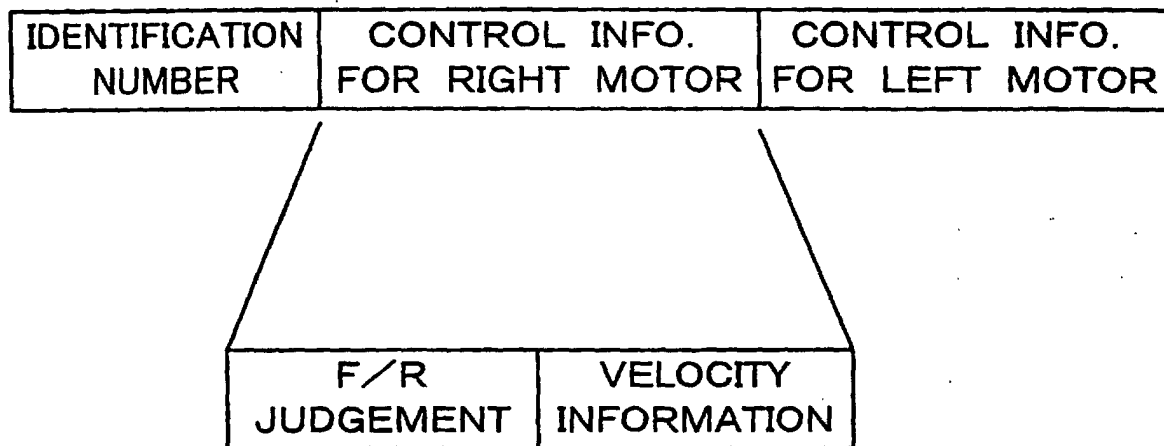 IDENTIFICATION NUMBER
CONTROL INFO. FOR RIGHT MOTOR
CONTROL INFO. FOR LEFT MOTOR
F/R JUDGEMENT
VELOCITY INFORMATION